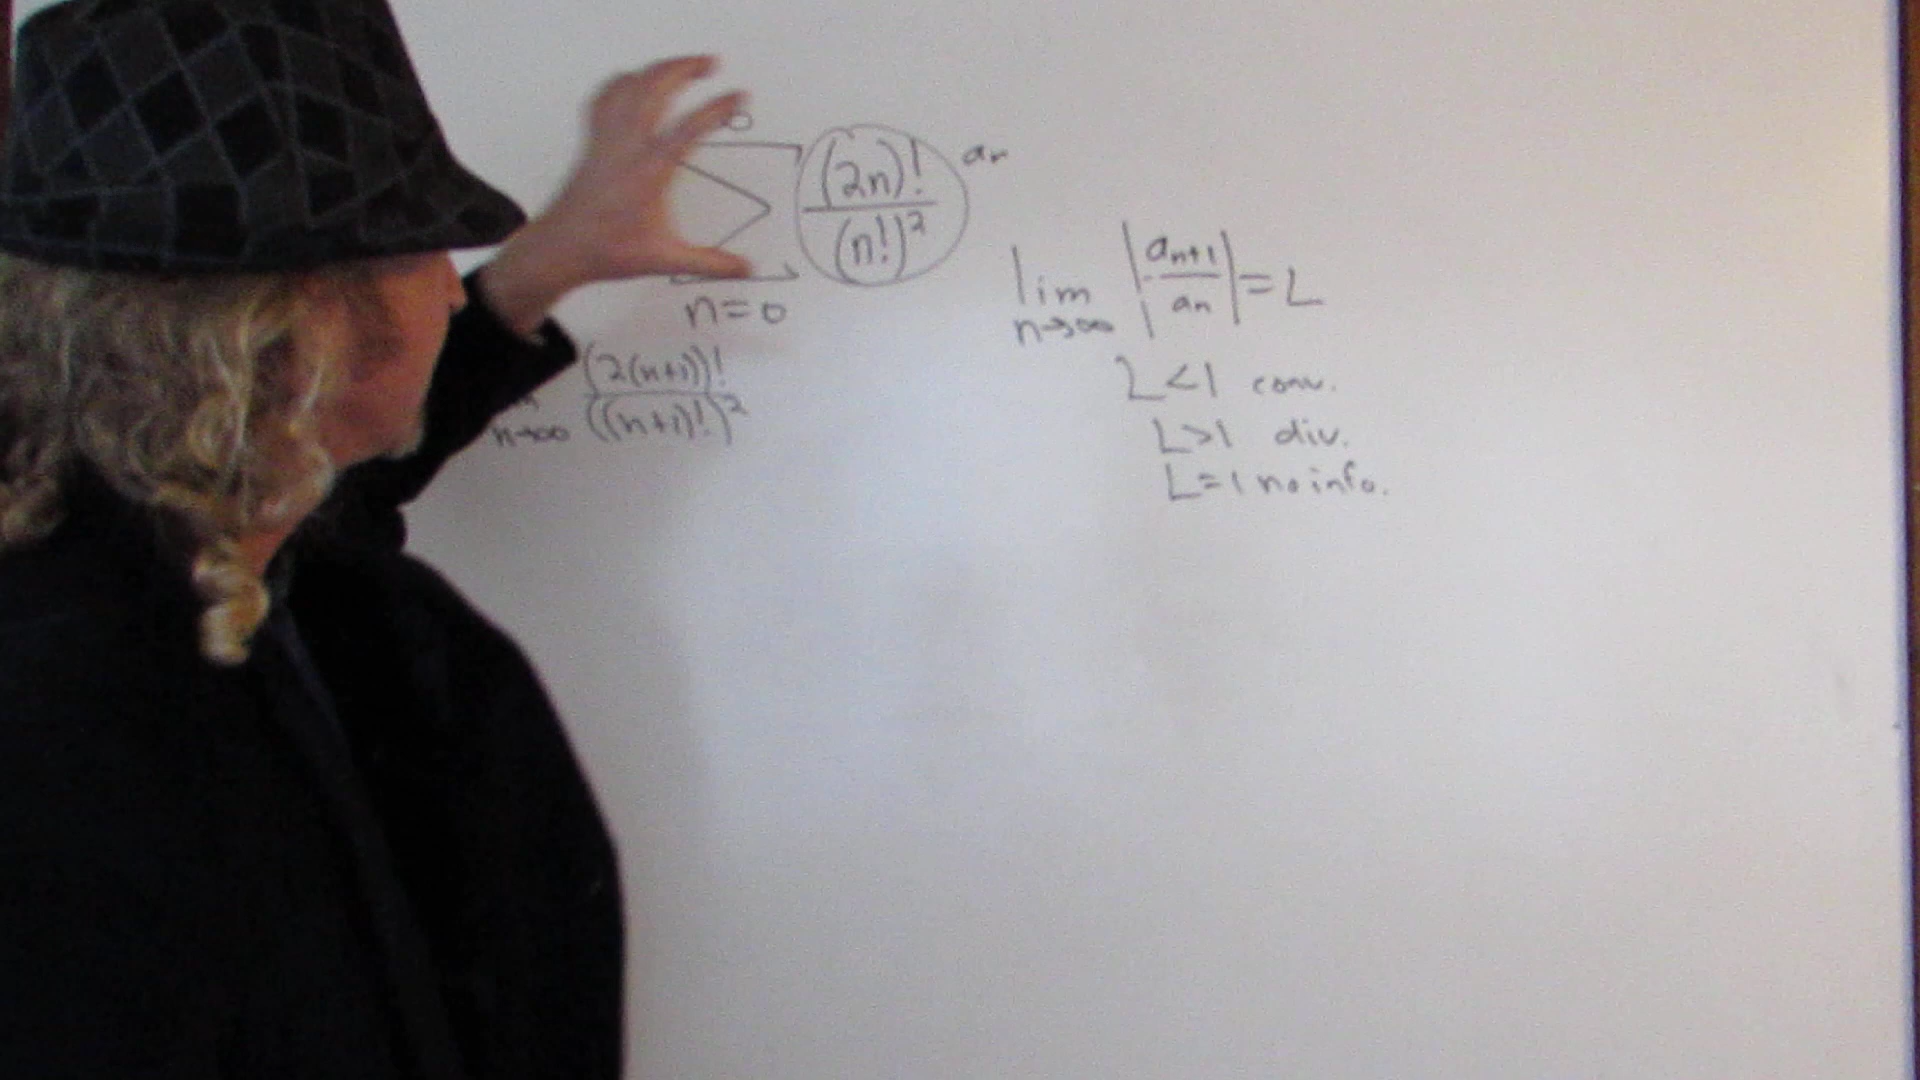 ∞
Σ (2n)!/(n!)² aₙ
n=0
lim n→∞ |aₙ₊₁/aₙ| = L
L<1 conv.
L>1 div.
L=1 no info.
n→∞ (2(n+1))!/((n+1)!)²